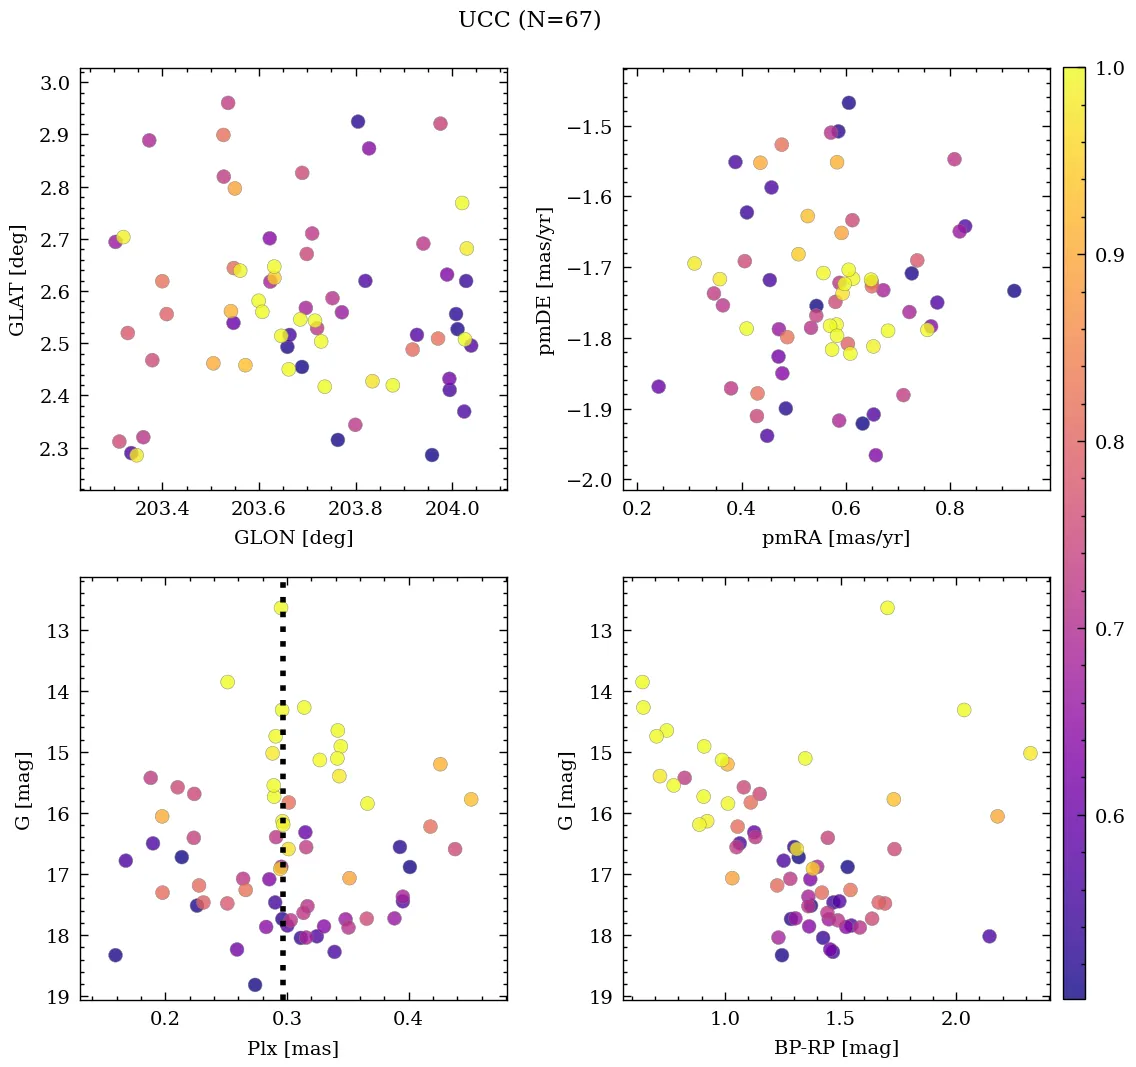 UCC (N=67)
3.0
2.9
2.8
2.7
2.6
2.5
2.4
2.3
GLAT [deg]
203.4 203.6 203.8 204.0
GLON [deg]
−1.5
−1.6
−1.7
−1.8
−1.9
−2.0
pmDE [mas/yr]
0.2 0.4 0.6 0.8
pmRA [mas/yr]
1.0
0.9
0.8
0.7
0.6
13
14
15
16
17
18
19
G [mag]
0.2 0.3 0.4
Plx [mas]
13
14
15
16
17
18
19
G [mag]
1.0 1.5 2.0
BP-RP [mag]